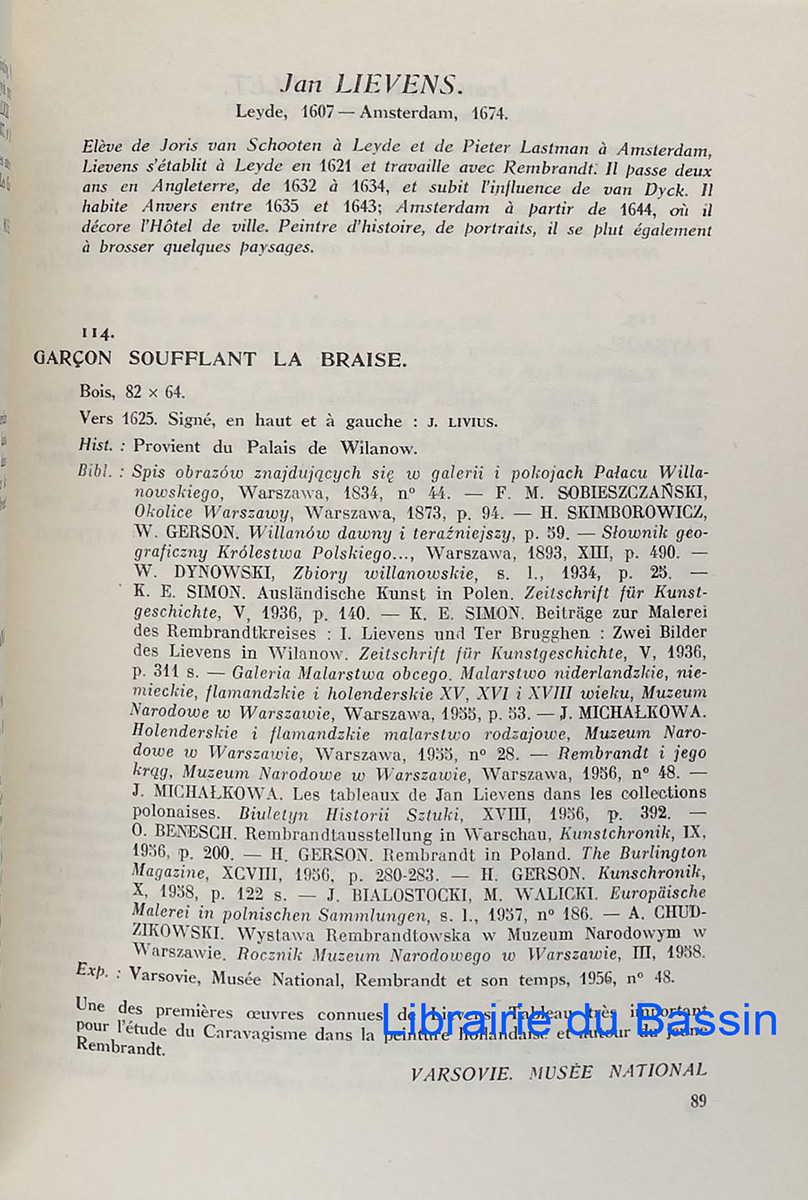 Jan LIEVENS.
Leyde, 1607 — Amsterdam, 1674.
Elève de Joris van Schooten à Leyde et de Pieter Lastman à Amsterdam,
Lievens s'établit à Leyde en 1621 et travaille avec Rembrandt. Il passe deux
ans en Angleterre, de 1632 à 1634, et subit l'influence de van Dyck. Il
habite Anvers entre 1635 et 1643; Amsterdam à partir de 1644, où il
décore l'Hôtel de ville. Peintre d'histoire, de portraits, il se plut également
à brosser quelques paysages.
114.
GARÇON SOUFFLANT LA BRAISE.
Bois, 82 × 64.
Vers 1625. Signé, en haut et à gauche : J. LIVIUS.
Hist. : Provient du Palais de Wilanow.
Bibl. : Spis obrazów znajdujących się w galerii i pokojach Pałacu Willa-
nowskiego, Warszawa, 1834, n° 44. — F. M. SOBIESZCZAŃSKI,
Okolice Warszawy, Warszawa, 1873, p. 94. — H. SKIMBOROWICZ,
W. GERSON. Willanów dawny i teraźniejszy, p. 59. — Słownik geo-
graficzny Królestwa Polskiego..., Warszawa, 1893, XIII, p. 490. —
W. DYNOWSKI, Zbiory willanowskie, s. l., 1934, p. 25. —
K. E. SIMON. Ausländische Kunst in Polen. Zeitschrift für Kunst-
geschichte, V, 1936, p. 140. — K. E. SIMON. Beiträge zur Malerei
des Rembrandtkreises : I. Lievens und Ter Brugghen : Zwei Bilder
des Lievens in Wilanow. Zeitschrift für Kunstgeschichte, V, 1936,
p. 311 s. — Galeria Malarstwa obcego. Malarstwo niderlandzkie, nie-
mieckie, flamandzkie i holenderskie XV, XVI i XVIII wieku, Muzeum
Narodowe w Warszawie, Warszawa, 1955, p. 53. — J. MICHAŁKOWA.
Holenderskie i flamandzkie malarstwo rodzajowe, Muzeum Naro-
dowe w Warszawie, Warszawa, 1955, n° 28. — Rembrandt i jego
krąg, Muzeum Narodowe w Warszawie, Warszawa, 1956, n° 48. —
J. MICHAŁKOWA. Les tableaux de Jan Lievens dans les collections
polonaises. Biuletyn Historii Sztuki, XVIII, 1956, p. 392. —
O. BENESCH. Rembrandtausstellung in Warschau, Kunstchronik, IX,
1956, p. 200. — H. GERSON. Rembrandt in Poland. The Burlington
Magazine, XCVIII, 1956, p. 280-283. — H. GERSON. Kunschronik,
X, 1958, p. 122 s. — J. BIALOSTOCKI, M. WALICKI. Europäische
Malerei in polnischen Sammlungen, s. l., 1957, n° 186. — A. CHUD-
ZIKOWSKI. Wystawa Rembrandtowska w Muzeum Narodowym w
Warszawie. Rocznik Muzeum Narodowego w Warszawie, III, 1958.
Exp. : Varsovie, Musée National, Rembrandt et son temps, 1956, n° 48.
Une des premières œuvres connues de Lievens. Tableau très important
pour l'étude du Caravagisme dans la peinture hollandaise et autour du jeune
Rembrandt.
Librairie du Bassin
VARSOVIE. MUSÉE NATIONAL
89